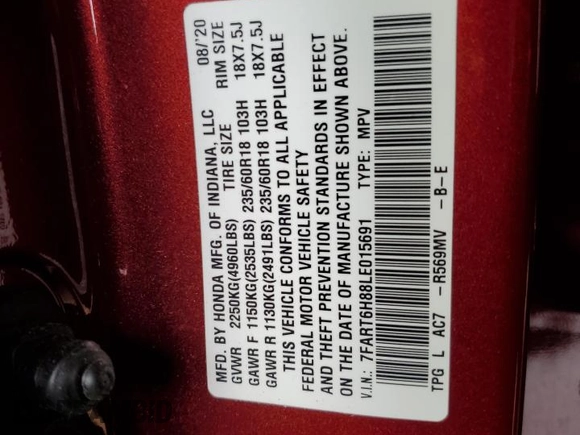 MFD. BY HONDA MFG. OF INDIANA, LLC 08/'20
GVWR 2250KG(4960LBS) TIRE SIZE RIM SIZE
GAWR F 1150KG(2535LBS) 235/60R18 103H 18X7.5J
GAWR R 1130KG(2491LBS) 235/60R18 103H 18X7.5J
THIS VEHICLE CONFORMS TO ALL APPLICABLE
FEDERAL MOTOR VEHICLE SAFETY
AND THEFT PREVENTION STANDARDS IN EFFECT
ON THE DATE OF MANUFACTURE SHOWN ABOVE.
V.I.N.: 7FART6H88LE015691 TYPE: MPV
TPG L AC7 -R569MV -B-E